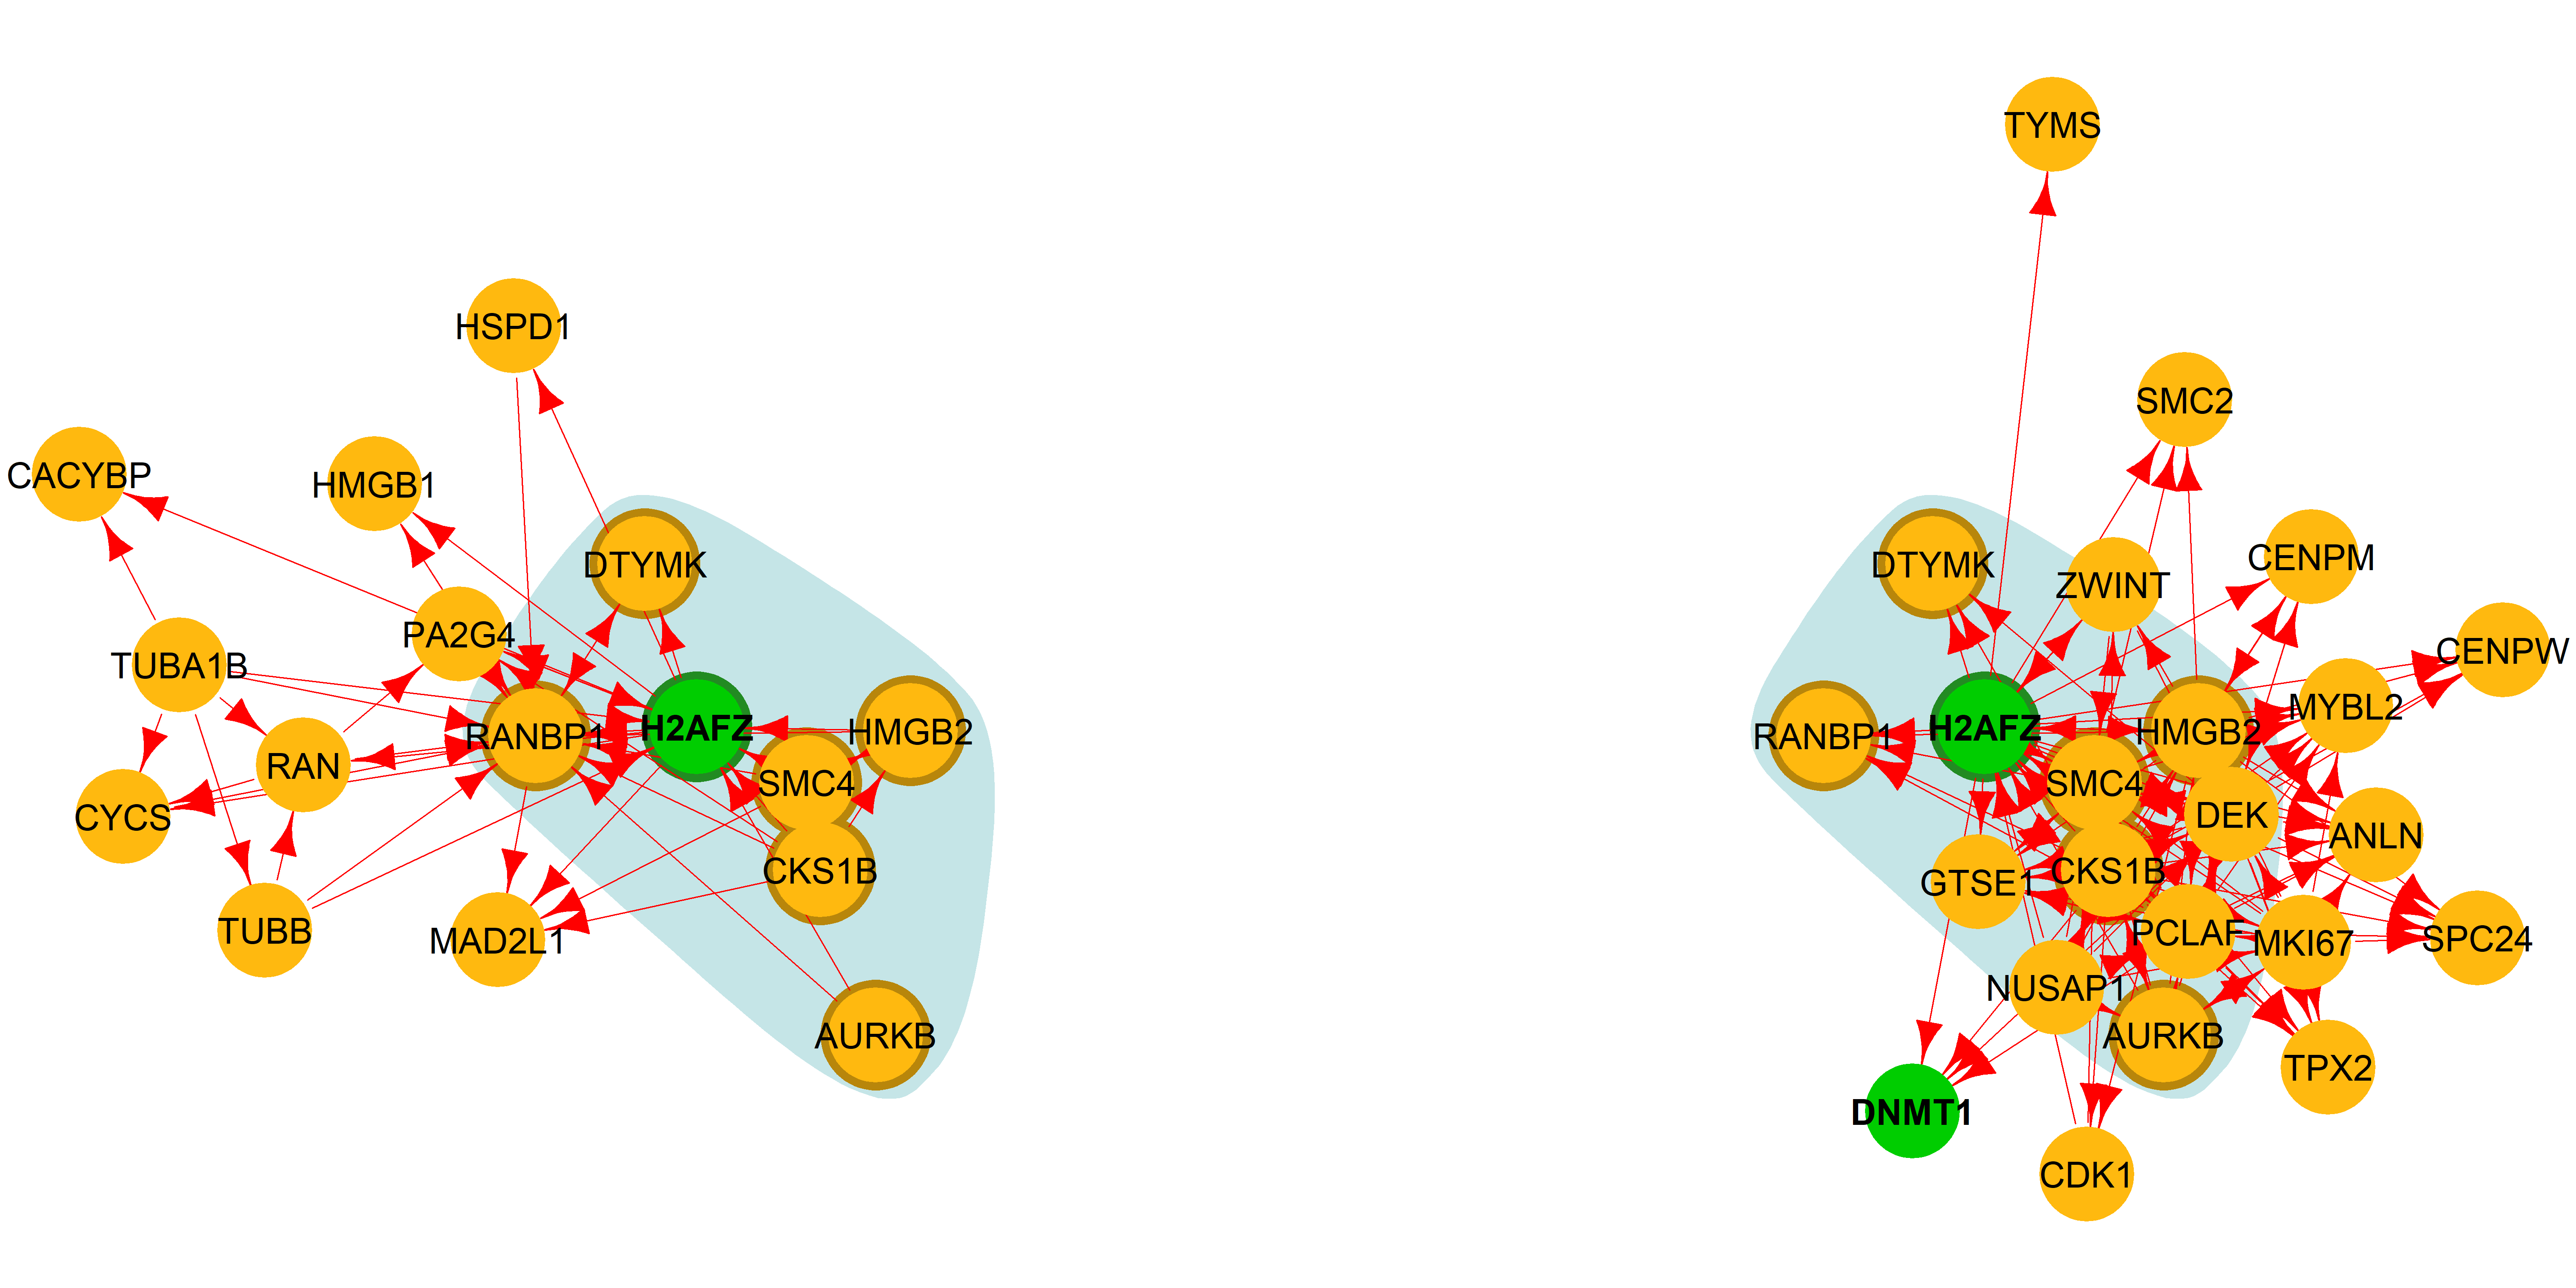 HSPD1
CACYBP
HMGB1
DTYMK
PA2G4
TUBA1B
RANBP1
H2AFZ
HMGB2
RAN
SMC4
CYCS
CKS1B
TUBB
MAD2L1
AURKB
TYMS
SMC2
DTYMK
ZWINT
CENPM
CENPW
MYBL2
RANBP1
H2AFZ
HMGB2
SMC4
DEK
ANLN
GTSE1
CKS1B
PCLAF
MKI67
SPC24
NUSAP1
AURKB
TPX2
DNMT1
CDK1